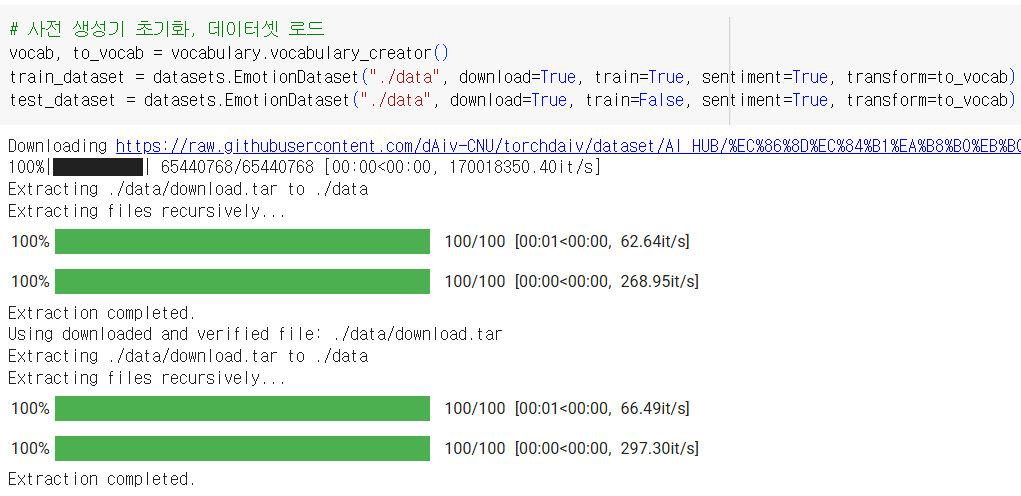 # 사전 생성기 초기화, 데이터셋 로드
vocab, to_vocab = vocabulary.vocabulary_creator()
train_dataset = datasets.EmotionDataset("./data", download=True, train=True, sentiment=True, transform=to_vocab)
test_dataset = datasets.EmotionDataset("./data", download=True, train=False, sentiment=True, transform=to_vocab)
Downloading https://raw.githubusercontent.com/dAiv-CNU/torchdaiv/dataset/AI_HUB/%EC%86%8D%EC%84%B1%EA%B8%B0%EB%B0
100%| | 65440768/65440768 [00:00<00:00, 170018350.40it/s]
Extracting ./data/download.tar to ./data
Extracting files recursively...
100% 100/100 [00:01<00:00, 62.64it/s]
100% 100/100 [00:00<00:00, 268.95it/s]
Extraction completed.
Using downloaded and verified file: ./data/download.tar
Extracting ./data/download.tar to ./data
Extracting files recursively...
100% 100/100 [00:01<00:00, 66.49it/s]
100% 100/100 [00:00<00:00, 297.30it/s]
Extraction completed.